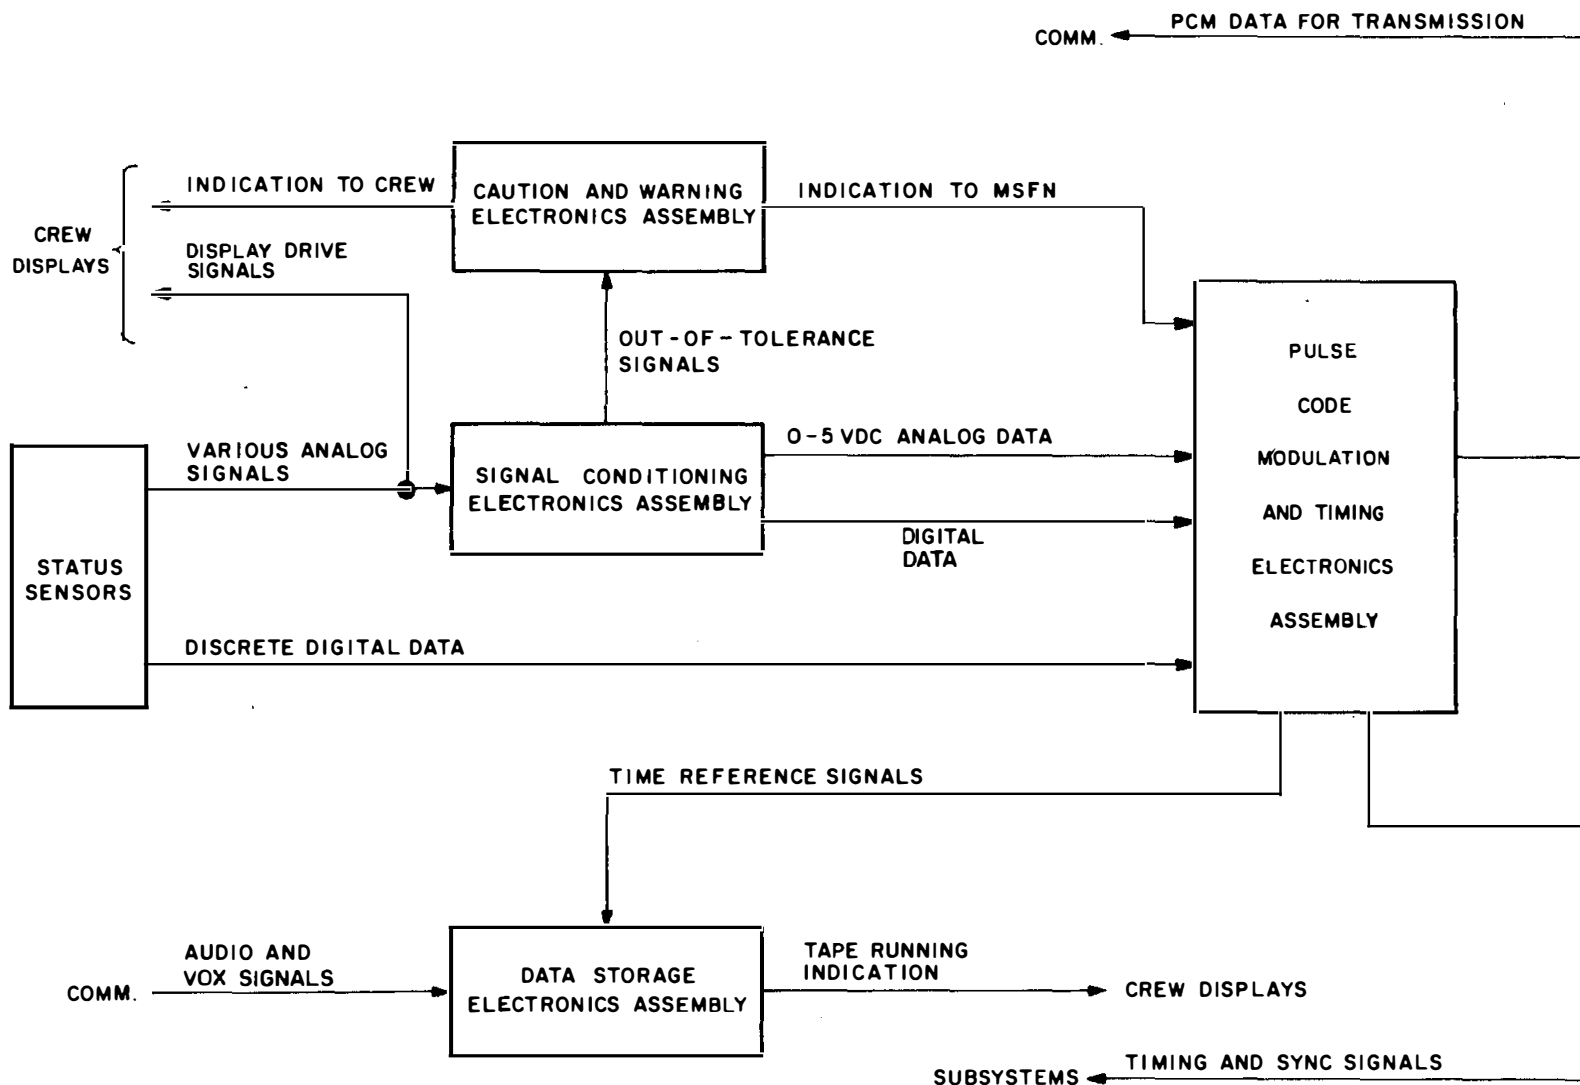 PCM DATA FOR TRANSMISSION
COMM.
INDICATION TO CREW
CAUTION AND WARNING
ELECTRONICS ASSEMBLY
INDICATION TO MSFN
CREW
DISPLAYS
DISPLAY DRIVE
SIGNALS
OUT-OF-TOLERANCE
SIGNALS
PULSE
CODE
MODULATION
AND TIMING
ELECTRONICS
ASSEMBLY
VARIOUS ANALOG
SIGNALS
SIGNAL CONDITIONING
ELECTRONICS ASSEMBLY
0-5 VDC ANALOG DATA
DIGITAL
DATA
STATUS
SENSORS
DISCRETE DIGITAL DATA
TIME REFERENCE SIGNALS
AUDIO AND
VOX SIGNALS
COMM.
DATA STORAGE
ELECTRONICS ASSEMBLY
TAPE RUNNING
INDICATION
CREW DISPLAYS
TIMING AND SYNC SIGNALS
SUBSYSTEMS